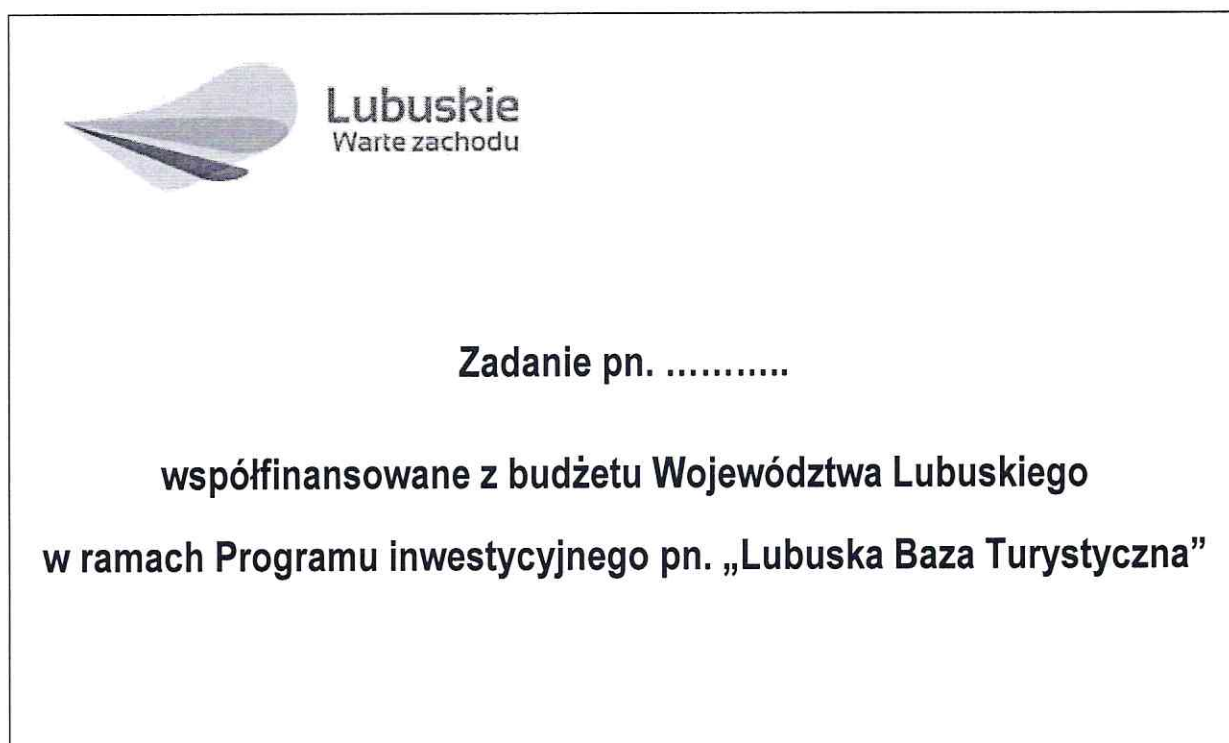 Lubuskie
Warte zachodu
Zadanie pn. ………..
współfinansowane z budżetu Województwa Lubuskiego
w ramach Programu inwestycyjnego pn. „Lubuska Baza Turystyczna”